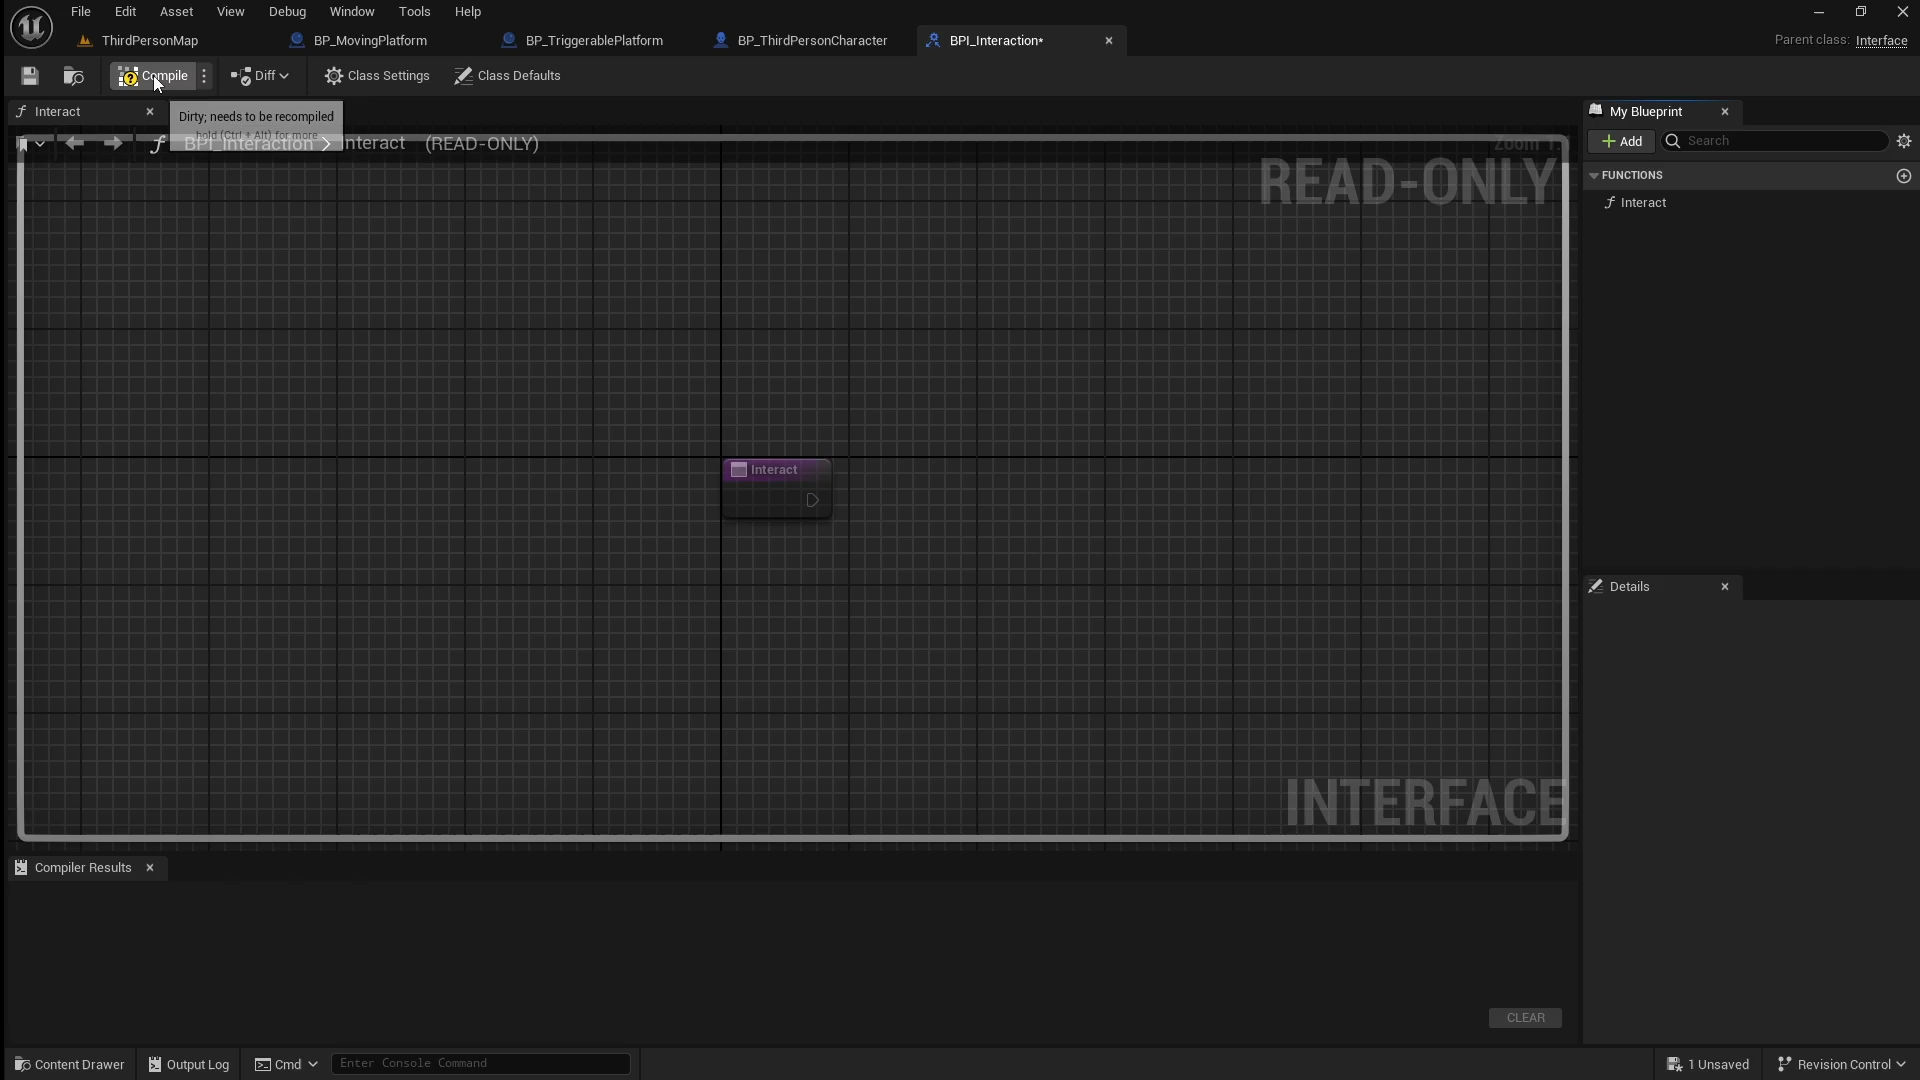 File Edit Asset View Debug Window Tools Help
ThirdPersonMap BP_MovingPlatform BP_TriggerablePlatform BP_ThirdPersonCharacter BPI_Interaction* Parent class: Interface
Compile Diff Class Settings Class Defaults
Interact
Dirty; needs to be recompiled
hold (Ctrl + Alt) for more
BPI_Interaction > Interact (READ-ONLY)
READ-ONLY
My Blueprint
Add Search
FUNCTIONS
Interact
Interact
Details
INTERFACE
Compiler Results
CLEAR
Content Drawer Output Log Cmd Enter Console Command 1 Unsaved Revision Control